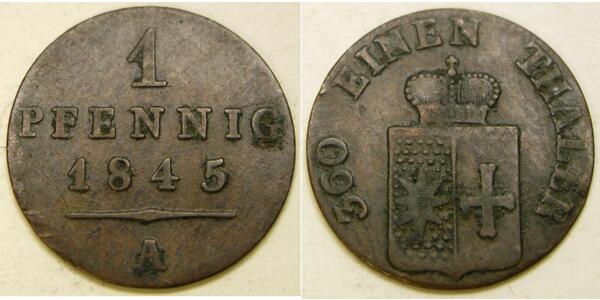 1
PFENNIG
1845
A
360 EINEN THALER